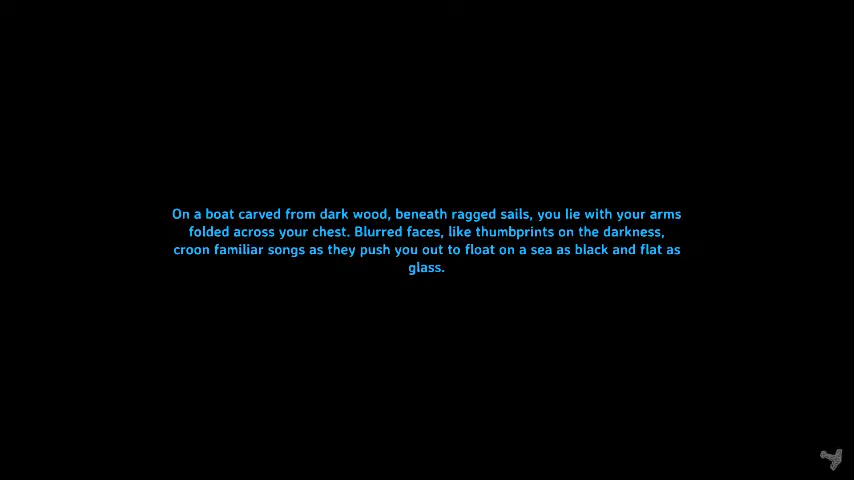 On a boat carved from dark wood, beneath ragged sails, you lie with your arms
folded across your chest. Blurred faces, like thumbprints on the darkness,
croon familiar songs as they push you out to float on a sea as black and flat as
glass.